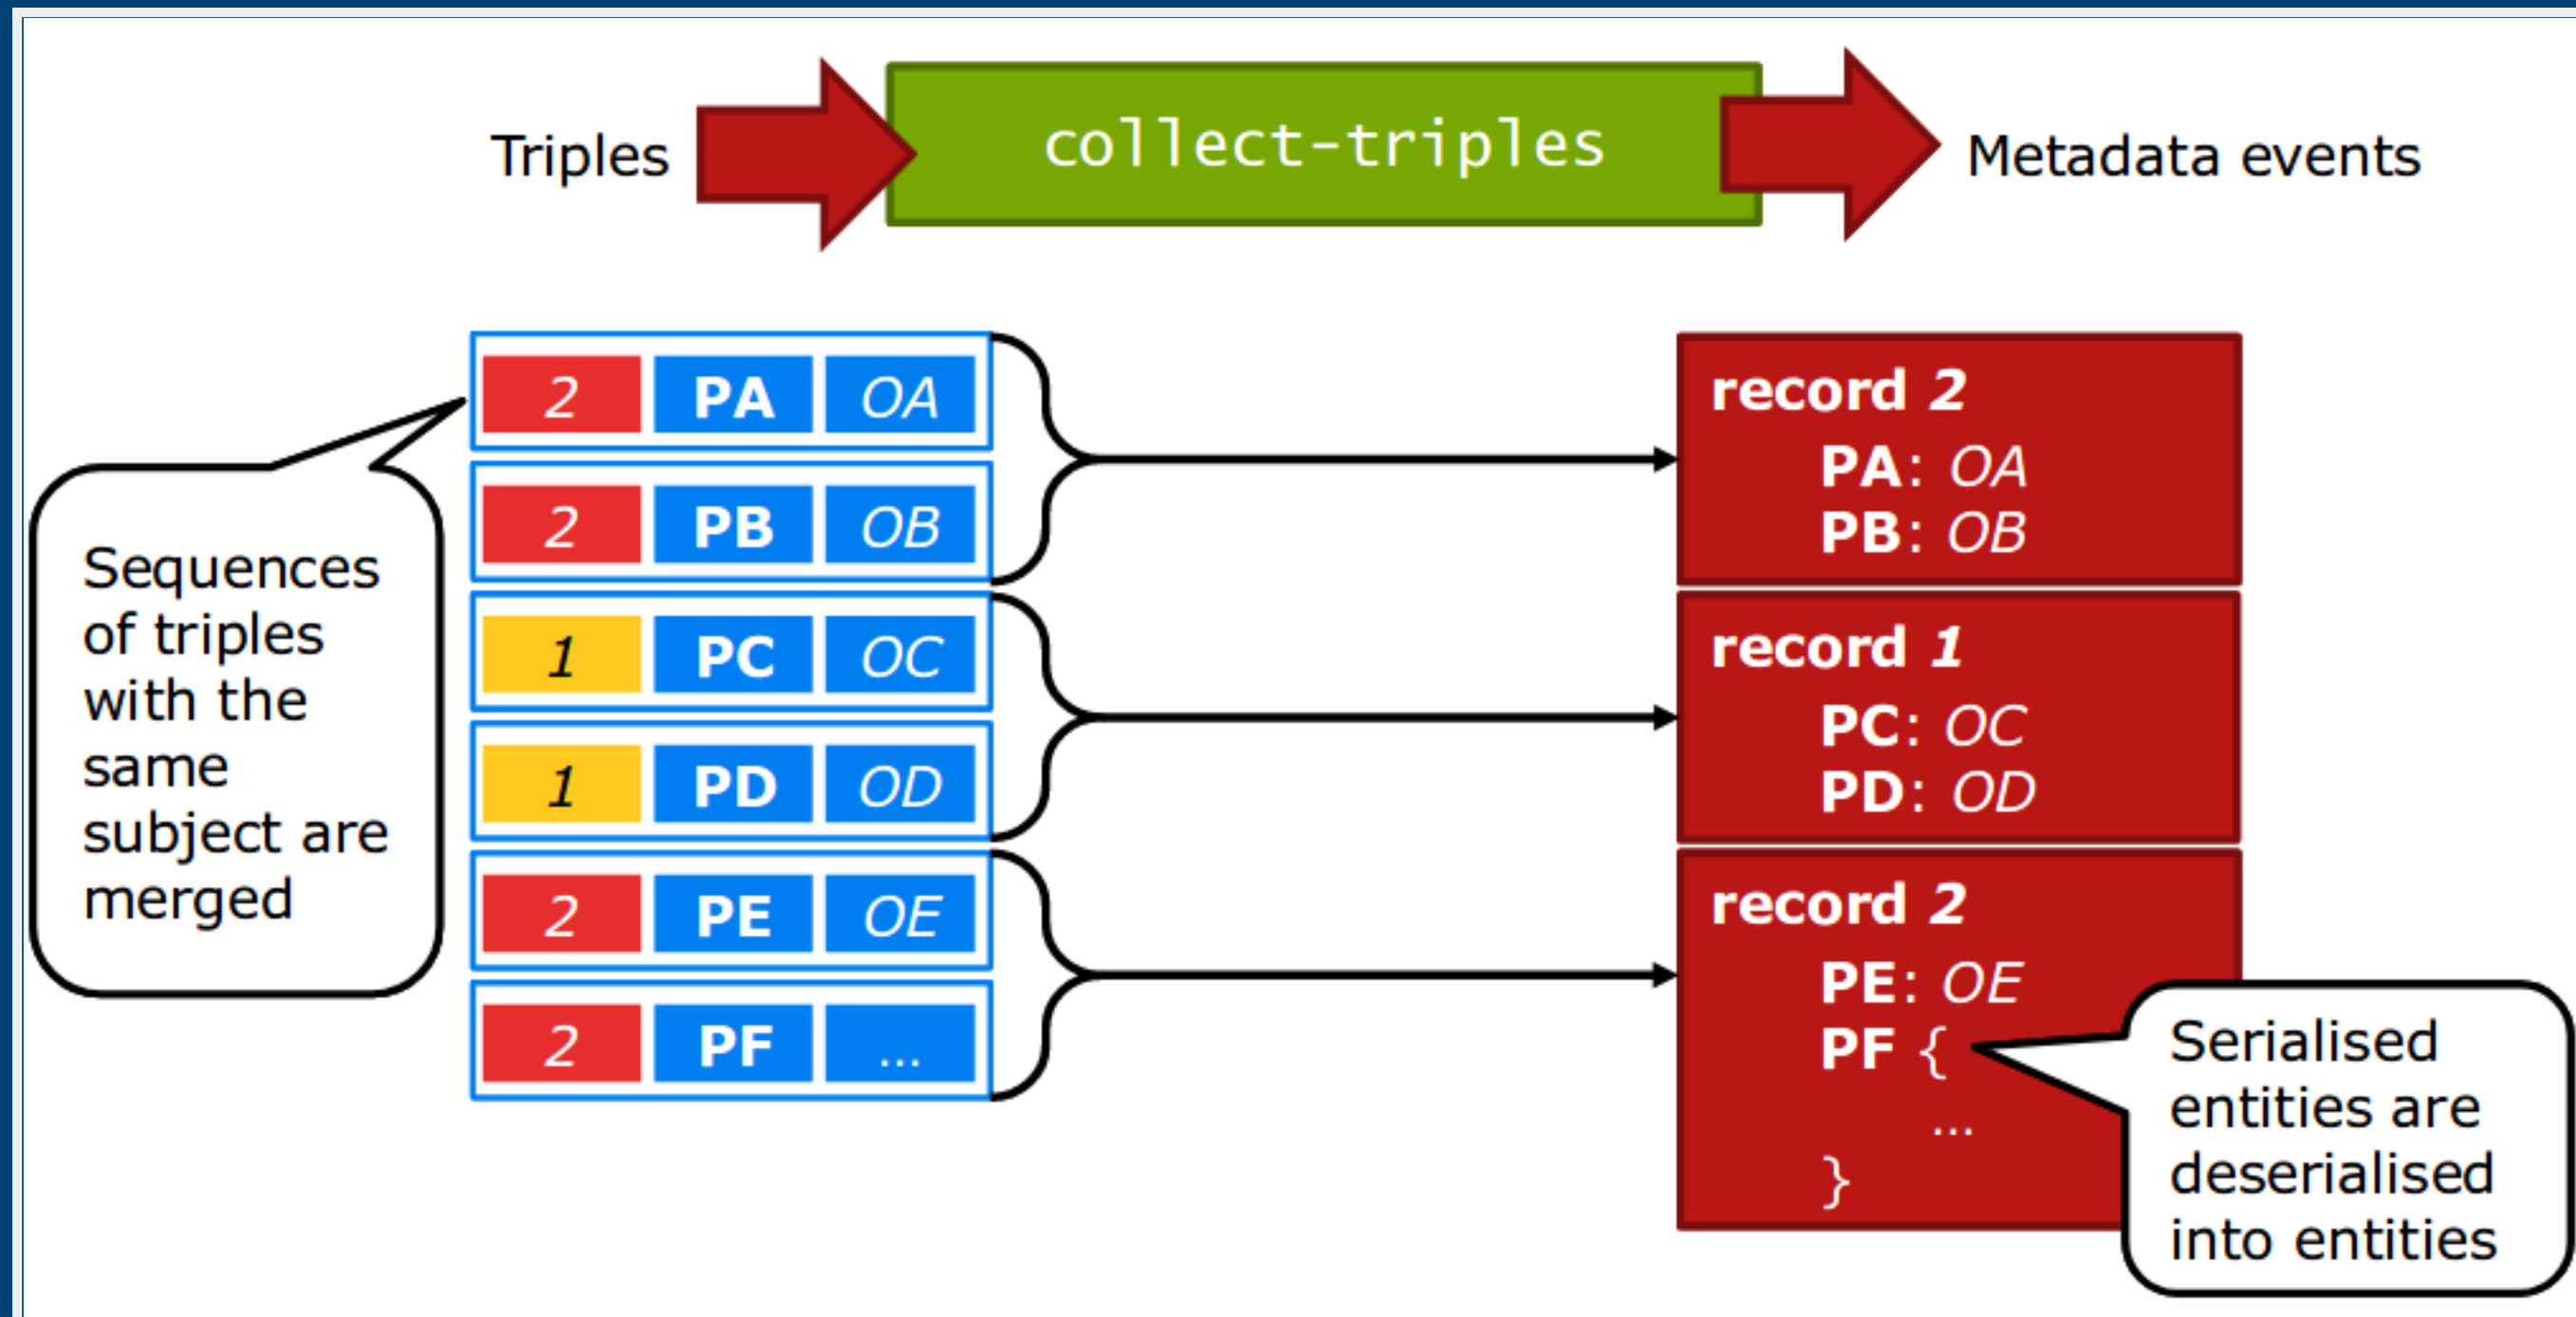 Triples
collect-triples
Metadata events
2 PA OA
2 PB OB
1 PC OC
1 PD OD
2 PE OE
2 PF ...
Sequences
of triples
with the
same
subject are
merged
record 2
PA: OA
PB: OB
record 1
PC: OC
PD: OD
record 2
PE: OE
PF {
...
}
Serialised
entities are
deserialised
into entities